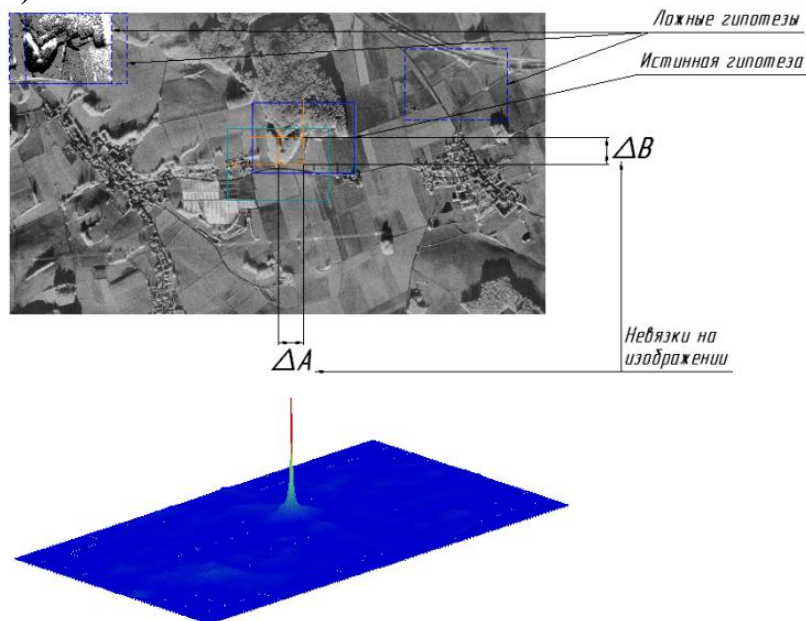 Ложные гипотезы
Истинная гипотеза
ΔB
Невязки на
изображении
ΔA